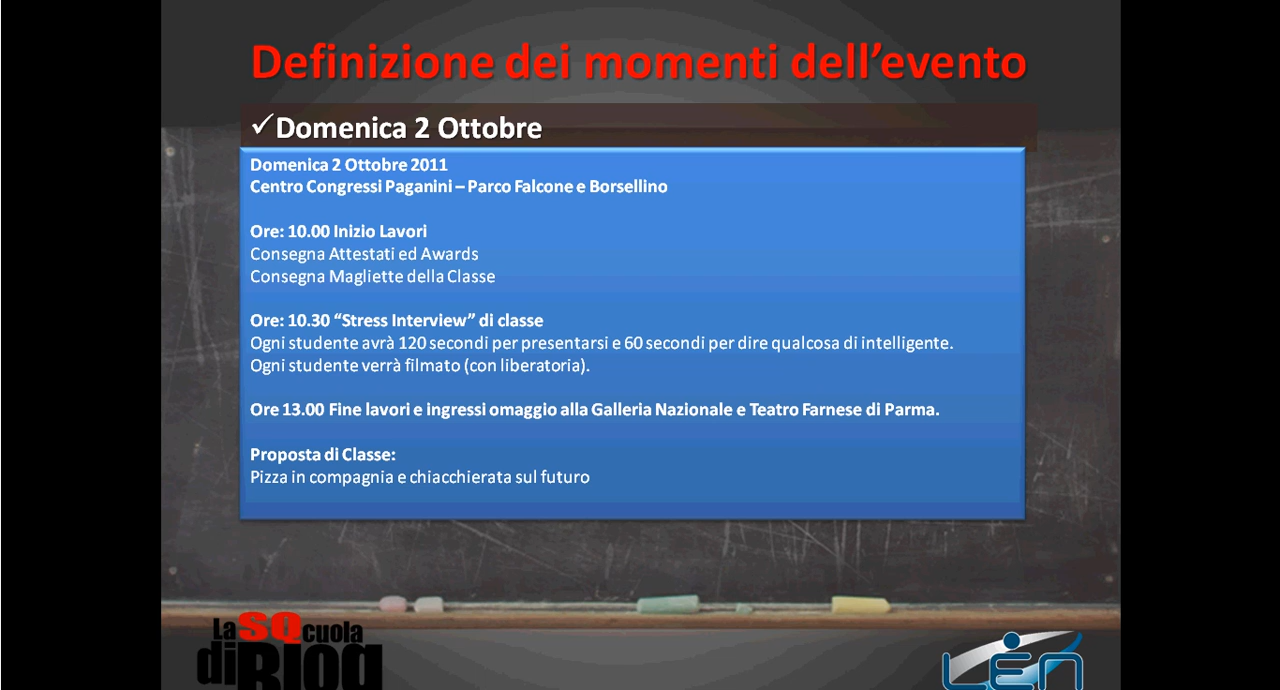 Definizione dei momenti dell'evento
✓Domenica 2 Ottobre
Domenica 2 Ottobre 2011
Centro Congressi Paganini – Parco Falcone e Borsellino
Ore: 10.00 Inizio Lavori
Consegna Attestati ed Awards
Consegna Magliette della Classe
Ore: 10.30 “Stress Interview” di classe
Ogni studente avrà 120 secondi per presentarsi e 60 secondi per dire qualcosa di intelligente.
Ogni studente verrà filmato (con liberatoria).
Ore 13.00 Fine lavori e ingressi omaggio alla Galleria Nazionale e Teatro Farnese di Parma.
Proposta di Classe:
Pizza in compagnia e chiacchierata sul futuro
La SQcuola
di Blog
LEN